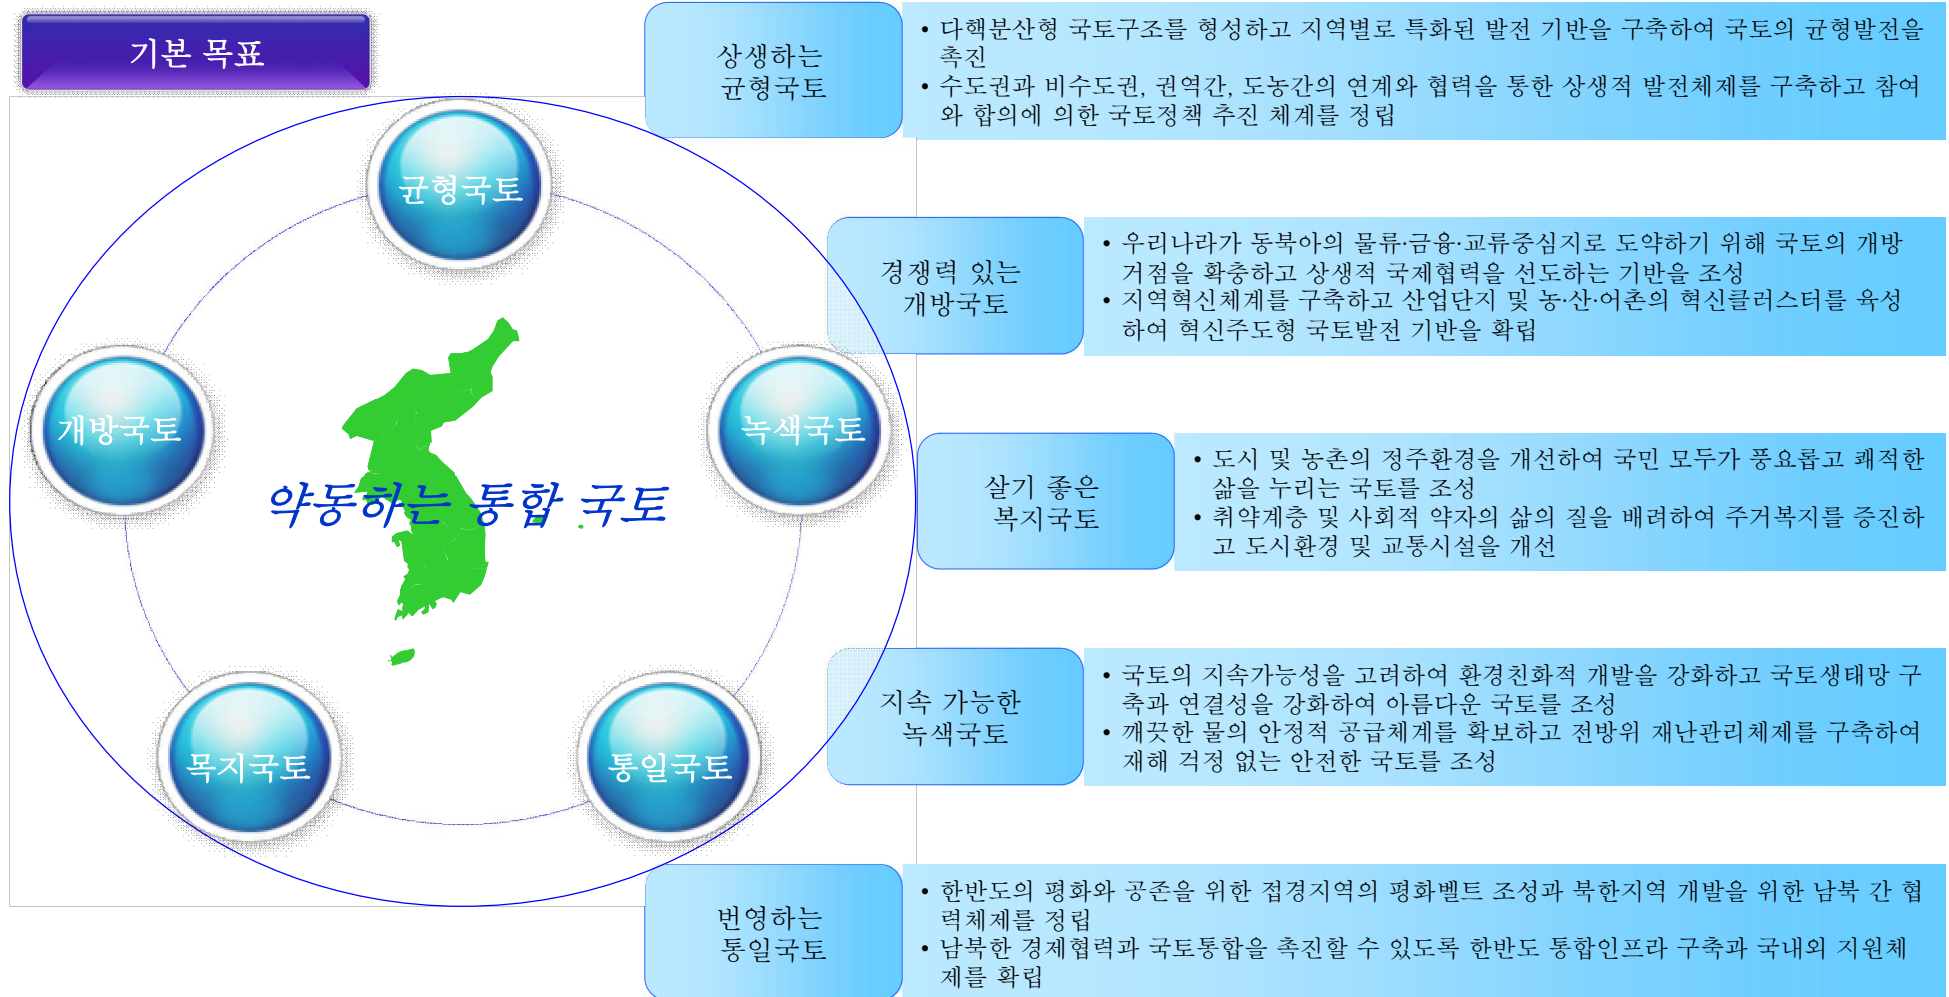 기본 목표
균형국토
개방국토
녹색국토
약동하는 통합 국토
목지국토
통일국토
상생하는
균형국토
• 다핵분산형 국토구조를 형성하고 지역별로 특화된 발전 기반을 구축하여 국토의 균형발전을
촉진
• 수도권과 비수도권, 권역간, 도농간의 연계와 협력을 통한 상생적 발전체제를 구축하고 참여
와 합의에 의한 국토정책 추진 체계를 정립
경쟁력 있는
개방국토
• 우리나라가 동북아의 물류·금융·교류중심지로 도약하기 위해 국토의 개방
거점을 확충하고 상생적 국제협력을 선도하는 기반을 조성
• 지역혁신체계를 구축하고 산업단지 및 농·산·어촌의 혁신클러스터를 육성
하여 혁신주도형 국토발전 기반을 확립
살기 좋은
복지국토
• 도시 및 농촌의 정주환경을 개선하여 국민 모두가 풍요롭고 쾌적한
삶을 누리는 국토를 조성
• 취약계층 및 사회적 약자의 삶의 질을 배려하여 주거복지를 증진하
고 도시환경 및 교통시설을 개선
지속 가능한
녹색국토
• 국토의 지속가능성을 고려하여 환경친화적 개발을 강화하고 국토생태망 구
축과 연결성을 강화하여 아름다운 국토를 조성
• 깨끗한 물의 안정적 공급체계를 확보하고 전방위 재난관리체제를 구축하여
재해 걱정 없는 안전한 국토를 조성
번영하는
통일국토
• 한반도의 평화와 공존을 위한 접경지역의 평화벨트 조성과 북한지역 개발을 위한 남북 간 협
력체제를 정립
• 남북한 경제협력과 국토통합을 촉진할 수 있도록 한반도 통합인프라 구축과 국내외 지원체
제를 확립